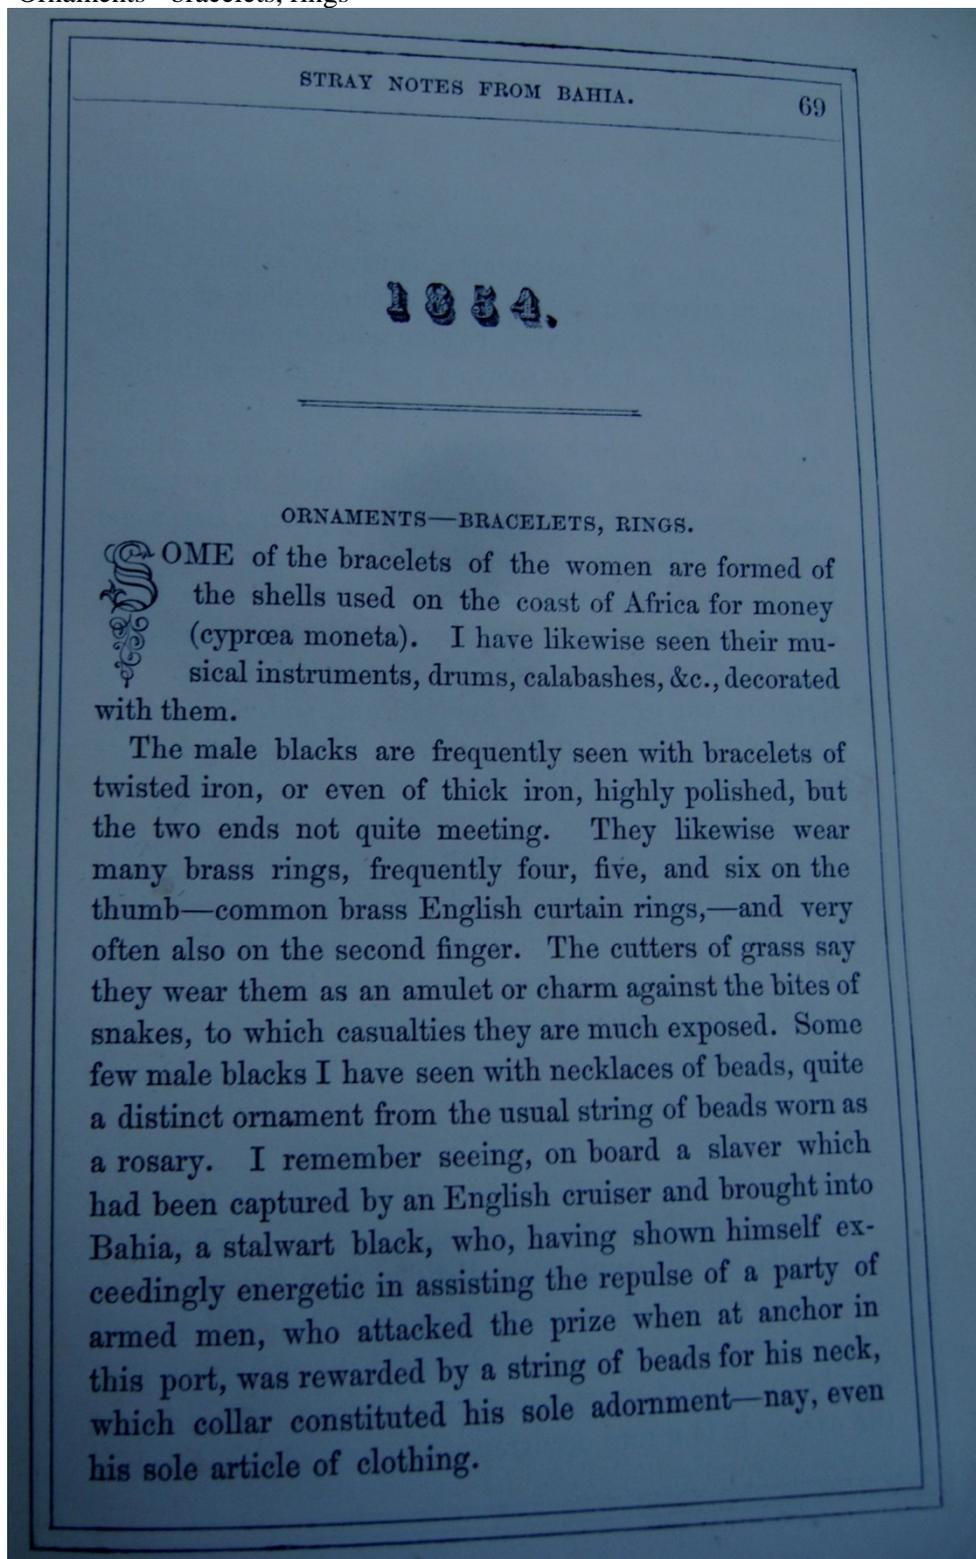 Ornaments—bracelets, rings
STRAY NOTES FROM BAHIA.
69
1854.
ORNAMENTS—BRACELETS, RINGS.
SOME of the bracelets of the women are formed of
the shells used on the coast of Africa for money
(cyprœa moneta). I have likewise seen their mu-
sical instruments, drums, calabashes, &c., decorated
with them.
The male blacks are frequently seen with bracelets of
twisted iron, or even of thick iron, highly polished, but
the two ends not quite meeting. They likewise wear
many brass rings, frequently four, five, and six on the
thumb—common brass English curtain rings,—and very
often also on the second finger. The cutters of grass say
they wear them as an amulet or charm against the bites of
snakes, to which casualties they are much exposed. Some
few male blacks I have seen with necklaces of beads, quite
a distinct ornament from the usual string of beads worn as
a rosary. I remember seeing, on board a slaver which
had been captured by an English cruiser and brought into
Bahia, a stalwart black, who, having shown himself ex-
ceedingly energetic in assisting the repulse of a party of
armed men, who attacked the prize when at anchor in
this port, was rewarded by a string of beads for his neck,
which collar constituted his sole adornment—nay, even
his sole article of clothing.